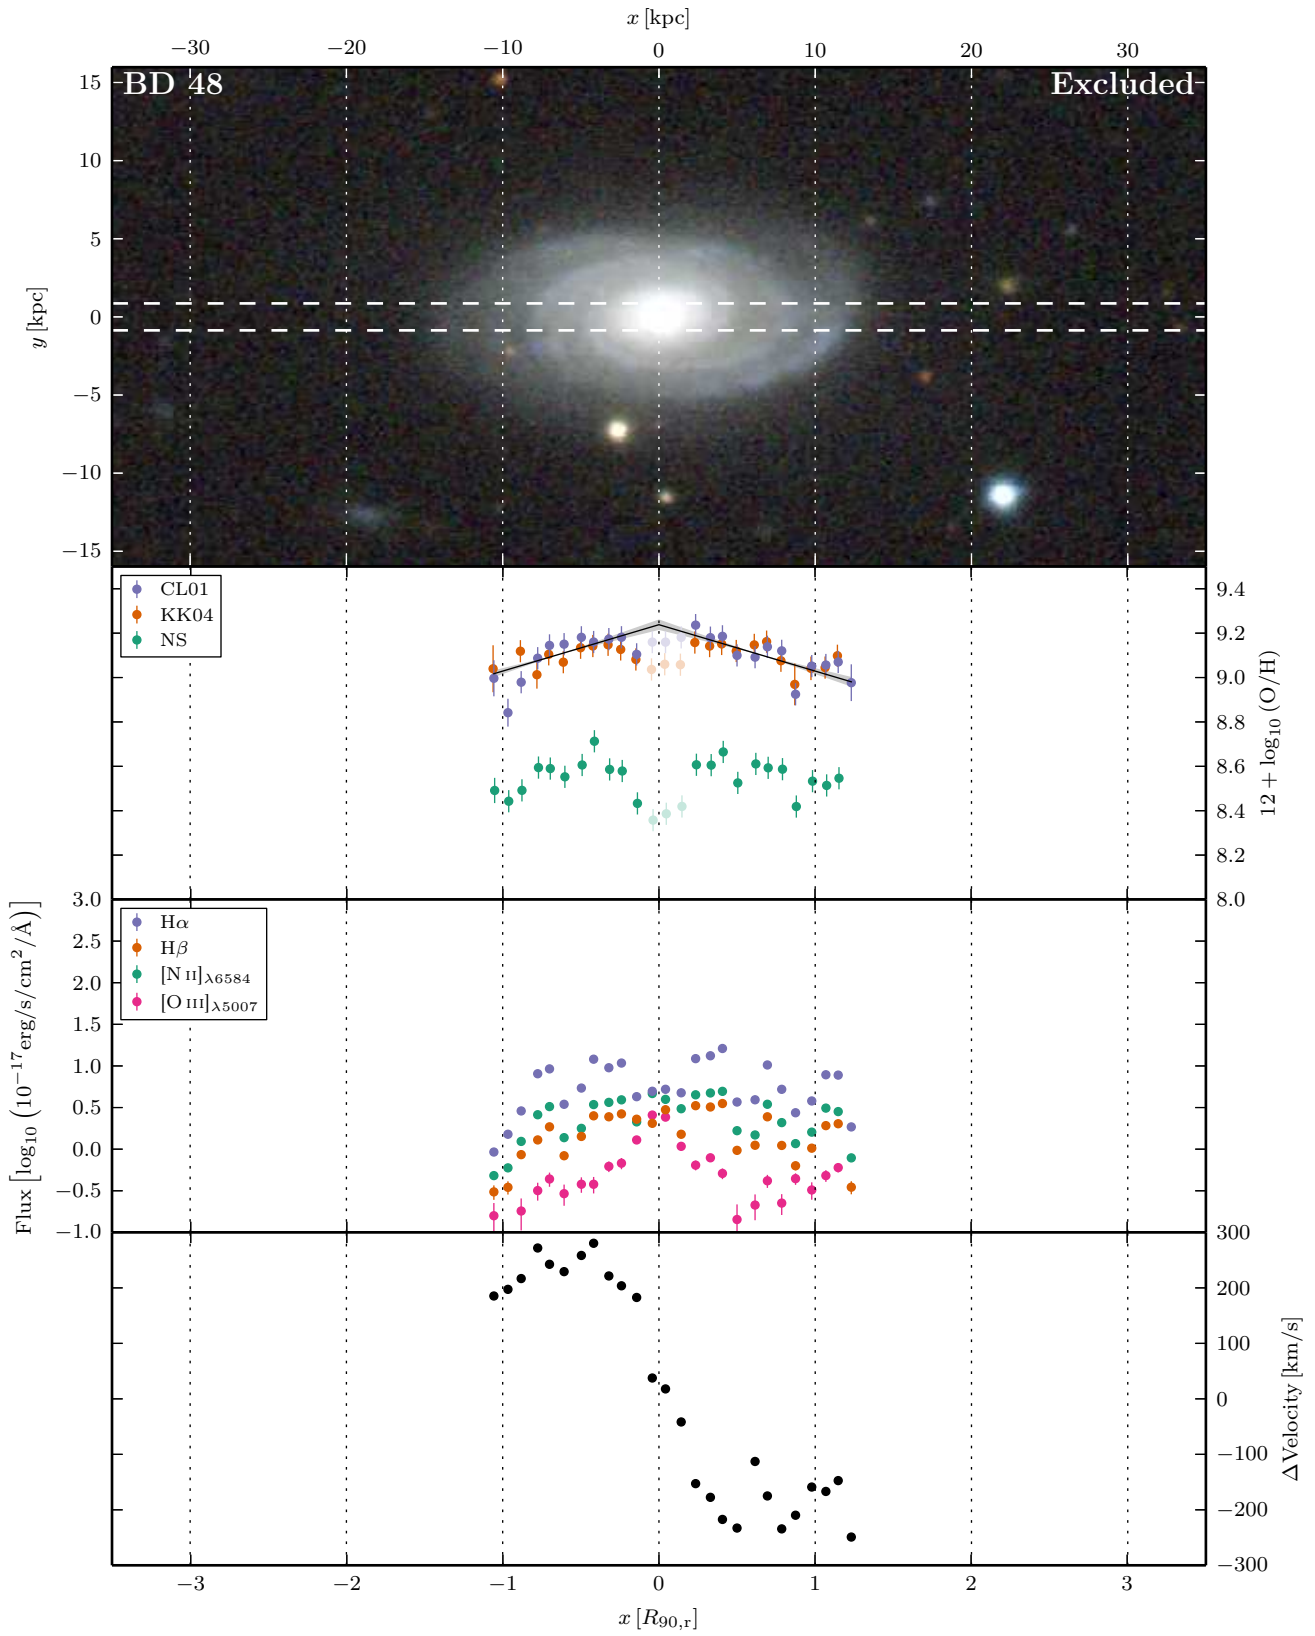 x [kpc]
−30 −20 −10 0 10 20 30
BD 48 Excluded
15
10
5
0
−5
−10
−15
y [kpc]
CL01
KK04
NS
9.4
9.2
9.0
8.8
8.6
8.4
8.2
8.0
12 + log₁₀ (O/H)
Hα
Hβ
[N II]λ6584
[O III]λ5007
3.0
2.5
2.0
1.5
1.0
0.5
0.0
−0.5
−1.0
Flux [log₁₀ (10⁻¹⁷erg/s/cm²/Å)]
300
200
100
0
−100
−200
−300
ΔVelocity [km/s]
−3 −2 −1 0 1 2 3
x [R₉₀,ᵣ]